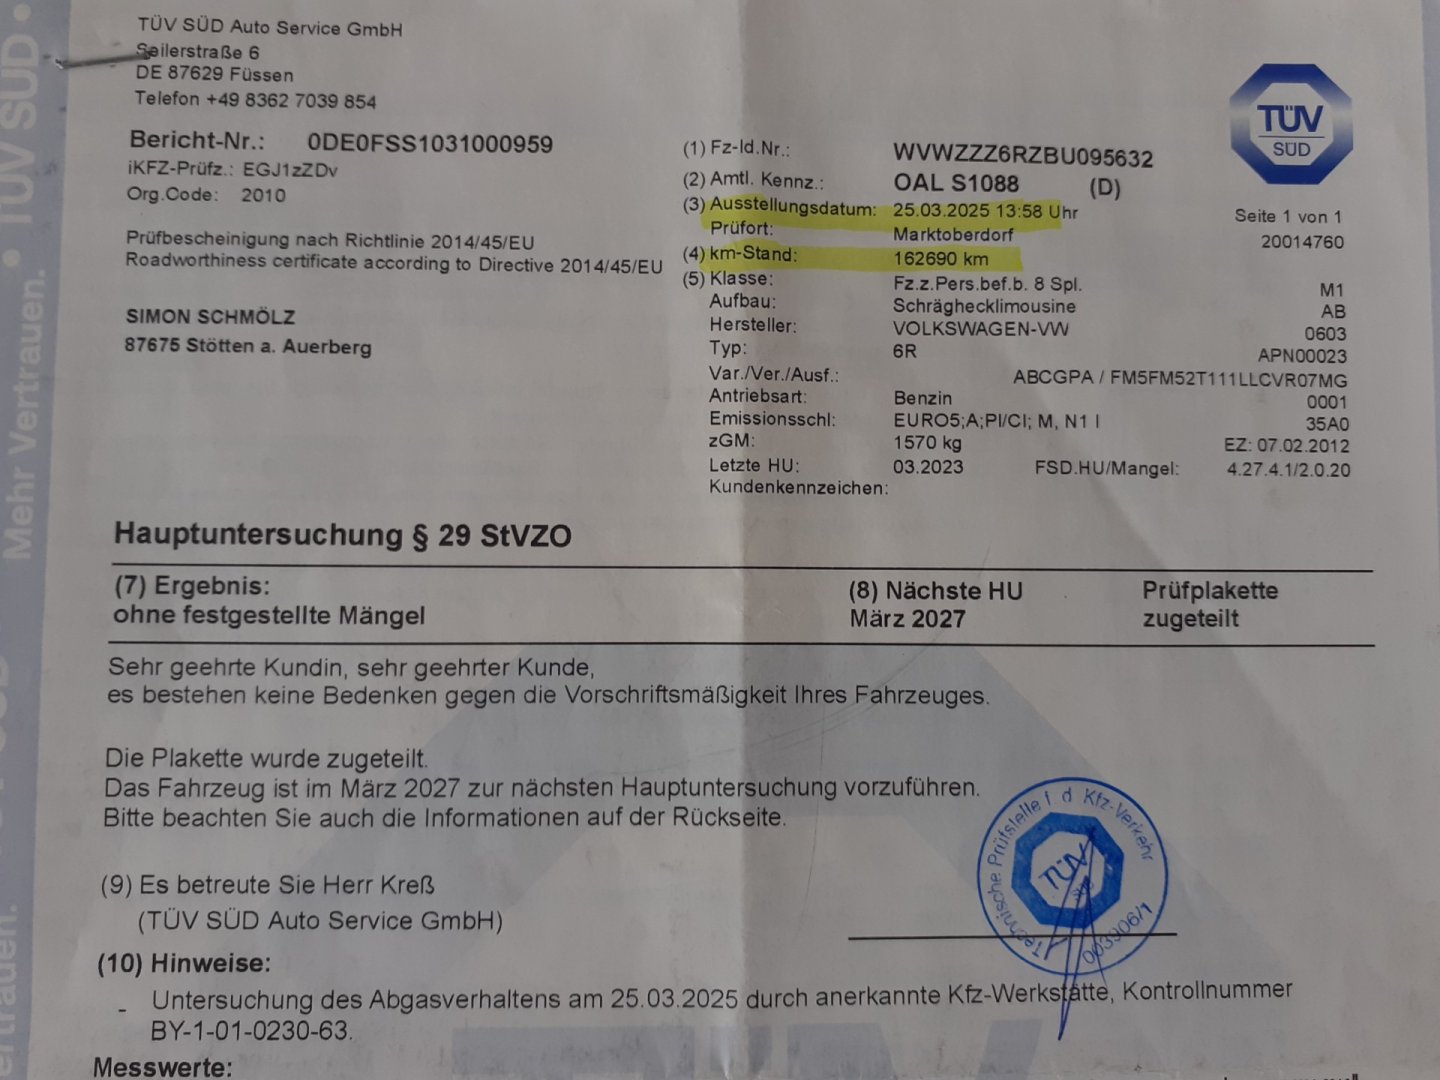 TÜV SÜD Auto Service GmbH
Seilerstraße 6
DE 87629 Füssen
Telefon +49 8362 7039 854
Bericht-Nr.: 0DE0FSS1031000959
iKFZ-Prüfz.: EGJ1zZDv
Org.Code: 2010
Prüfbescheinigung nach Richtlinie 2014/45/EU
Roadworthiness certificate according to Directive 2014/45/EU
SIMON SCHMÖLZ
87675 Stötten a. Auerberg
TÜV
SÜD
Seite 1 von 1
20014760
(1) Fz-Id.Nr.: WVWZZZ6RZBU095632
(2) Amtl. Kennz.: OAL S1088 (D)
(3) Ausstellungsdatum: 25.03.2025 13:58 Uhr
Prüfort: Marktoberdorf
(4) km-Stand: 162690 km
(5) Klasse: Fz.z.Pers.bef.b. 8 Spl. M1
Aufbau: Schräghecklimousine AB
Hersteller: VOLKSWAGEN-VW 0603
Typ: 6R APN00023
Var./Ver./Ausf.: ABCGPA / FM5FM52T111LLCVR07MG
Antriebsart: Benzin 0001
Emissionsschl: EURO5;A;PI/CI; M, N1 I 35A0
zGM: 1570 kg EZ: 07.02.2012
Letzte HU: 03.2023 FSD.HU/Mangel: 4.27.4.1/2.0.20
Kundenkennzeichen:
Hauptuntersuchung § 29 StVZO
(7) Ergebnis: (8) Nächste HU Prüfplakette
ohne festgestellte Mängel März 2027 zugeteilt
Sehr geehrte Kundin, sehr geehrter Kunde,
es bestehen keine Bedenken gegen die Vorschriftsmäßigkeit Ihres Fahrzeuges.
Die Plakette wurde zugeteilt.
Das Fahrzeug ist im März 2027 zur nächsten Hauptuntersuchung vorzuführen.
Bitte beachten Sie auch die Informationen auf der Rückseite.
(9) Es betreute Sie Herr Kreß
(TÜV SÜD Auto Service GmbH)
Technische Prüfstelle f. d. Kfz-Verkehr
TÜV
003906/1
(10) Hinweise:
- Untersuchung des Abgasverhaltens am 25.03.2025 durch anerkannte Kfz-Werkstätte, Kontrollnummer
BY-1-01-0230-63.
Messwerte:
Mehr Vertrauen. • TÜV SÜD •